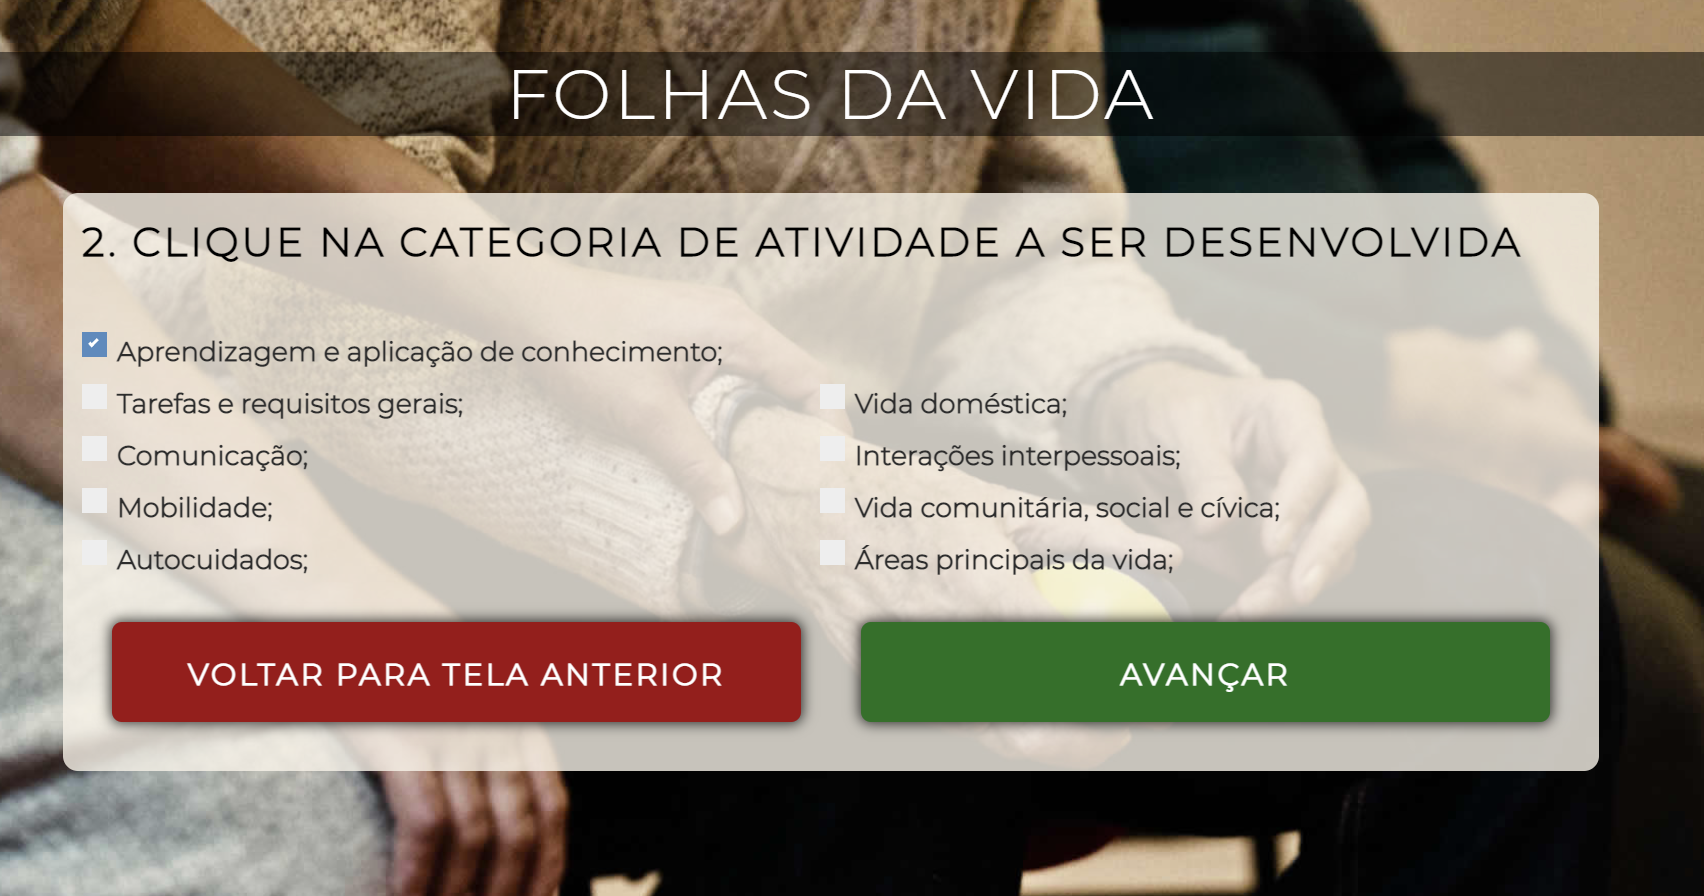 FOLHAS DA VIDA
2. CLIQUE NA CATEGORIA DE ATIVIDADE A SER DESENVOLVIDA
Aprendizagem e aplicação de conhecimento;
Tarefas e requisitos gerais;
Comunicação;
Mobilidade;
Autocuidados;
Vida doméstica;
Interações interpessoais;
Vida comunitária, social e cívica;
Áreas principais da vida;
VOLTAR PARA TELA ANTERIOR
AVANÇAR